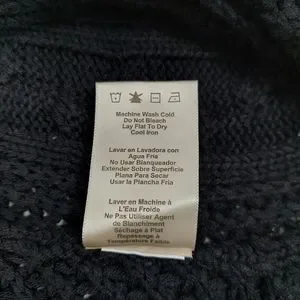 Machine Wash Cold
Do Not Bleach
Lay Flat To Dry
Cool Iron
Lavar en Lavadora con
Agua Fría
No Usar Blanqueador
Extender Sobre Superficie
Plana Para Secar
Usar la Plancha Fría
Laver en Machine à
L'Eau Froide
Ne Pas Utiliser Agent
de Blanchiment
Séchage à Plat
Repassage à
Température Faible